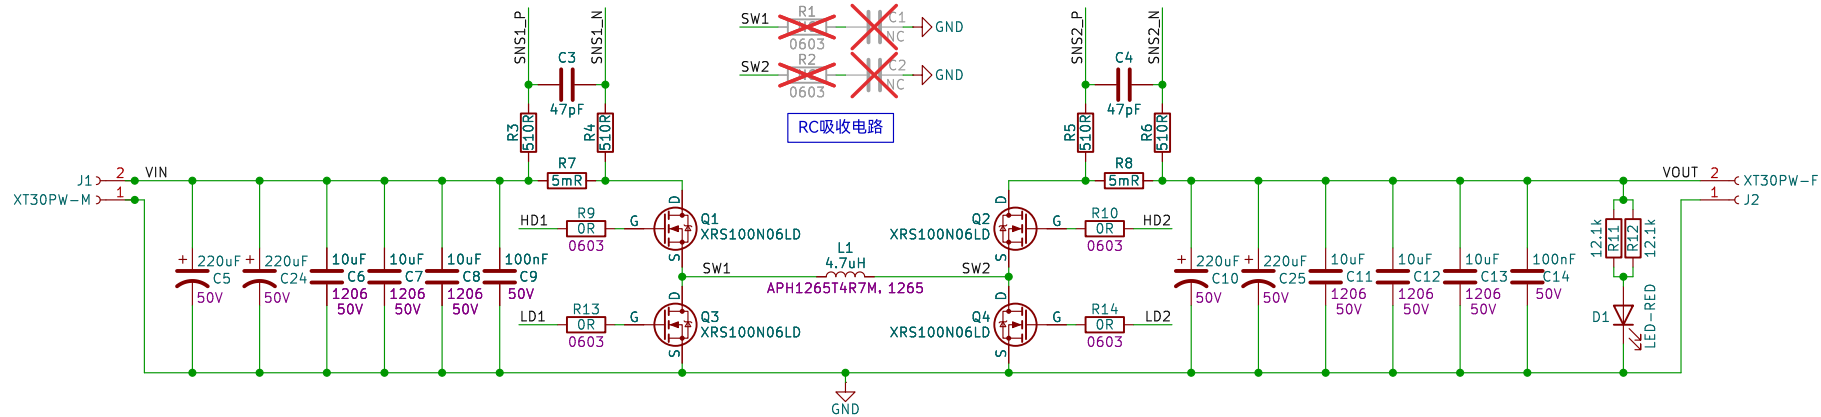 SNS1_P
SNS1_N
SW1
R1
0603
C1
NC
GND
SW2
R2
0603
C2
NC
GND
RC吸收电路
SNS2_P
SNS2_N
C3
47pF
R3
510R
R4
510R
R7
5mR
C4
47pF
R5
510R
R6
510R
R8
5mR
J1
XT30PW-M
2
1
VIN
VOUT
2
1
XT30PW-F
J2
HD1
R9
0R
0603
G
D
S
Q1
XRS100N06LD
Q2
XRS100N06LD
D
S
G
R10
0R
0603
HD2
SW1
L1
4.7uH
APH1265T4R7M, 1265
SW2
LD1
R13
0R
0603
G
D
S
Q3
XRS100N06LD
Q4
XRS100N06LD
D
S
G
R14
0R
0603
LD2
+
220uF
C5
50V
+
220uF
C24
50V
10uF
C6
1206
50V
10uF
C7
1206
50V
10uF
C8
1206
50V
100nF
C9
50V
+
220uF
C10
50V
+
220uF
C25
50V
10uF
C11
1206
50V
10uF
C12
1206
50V
10uF
C13
1206
50V
100nF
C14
50V
12.1k
R11
R12
12.1k
D1
LED-RED
GND